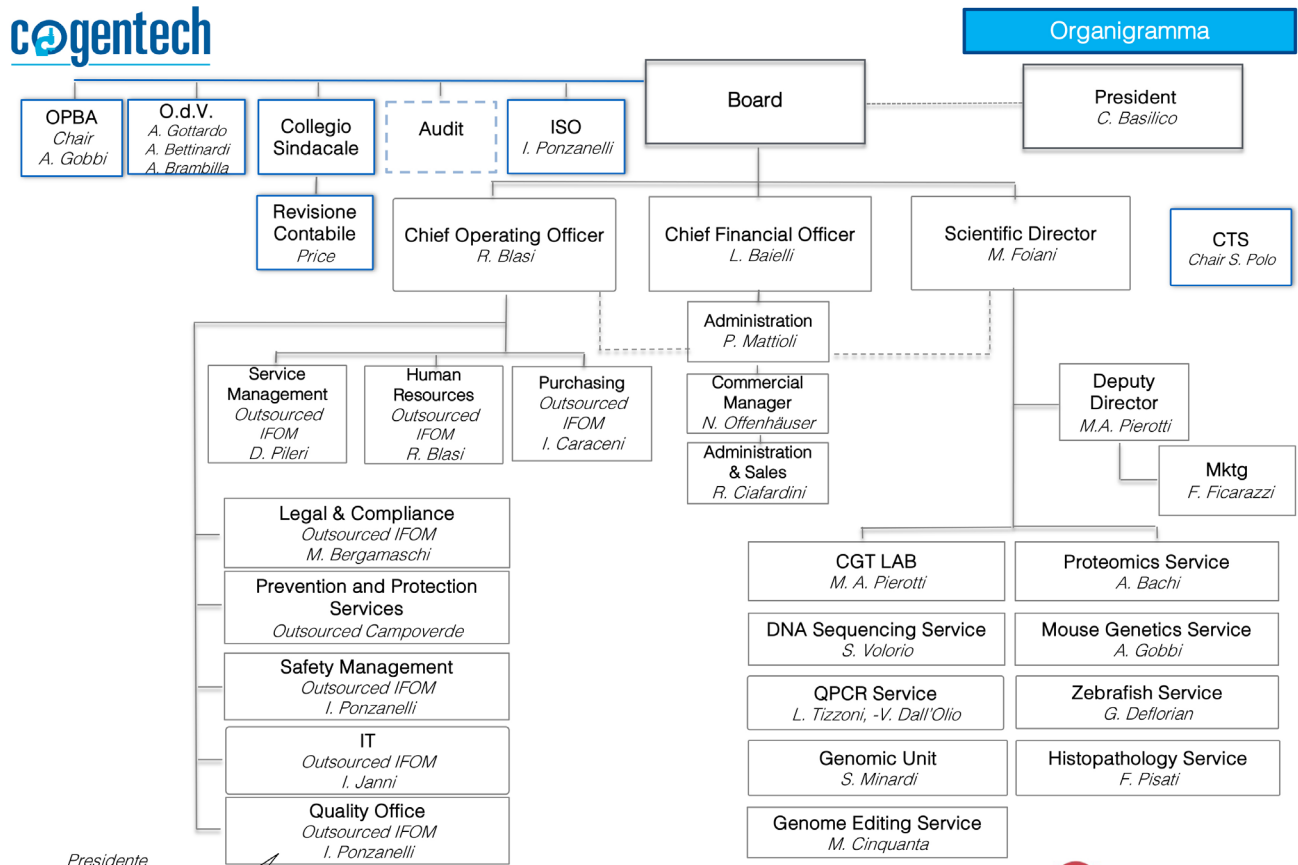 cogentech
Organigramma
Board
President
C. Basilico
OPBA
Chair
A. Gobbi
O.d.V.
A. Gottardo
A. Bettinardi
A. Brambilla
Collegio
Sindacale
Audit
ISO
I. Ponzanelli
Revisione
Contabile
Price
Chief Operating Officer
R. Blasi
Chief Financial Officer
L. Baielli
Scientific Director
M. Foiani
CTS
Chair S. Polo
Administration
P. Mattioli
Service
Management
Outsourced
IFOM
D. Pileri
Human
Resources
Outsourced
IFOM
R. Blasi
Purchasing
Outsourced
IFOM
I. Caraceni
Commercial
Manager
N. Offenhäuser
Administration
& Sales
R. Ciafardini
Deputy
Director
M.A. Pierotti
Mktg
F. Ficarazzi
Legal & Compliance
Outsourced IFOM
M. Bergamaschi
Prevention and Protection
Services
Outsourced Campoverde
Safety Management
Outsourced IFOM
I. Ponzanelli
IT
Outsourced IFOM
I. Janni
Quality Office
Outsourced IFOM
I. Ponzanelli
CGT LAB
M. A. Pierotti
Proteomics Service
A. Bachi
DNA Sequencing Service
S. Volorio
Mouse Genetics Service
A. Gobbi
QPCR Service
L. Tizzoni, -V. Dall'Olio
Zebrafish Service
G. Deflorian
Genomic Unit
S. Minardi
Histopathology Service
F. Pisati
Genome Editing Service
M. Cinquanta
Presidente